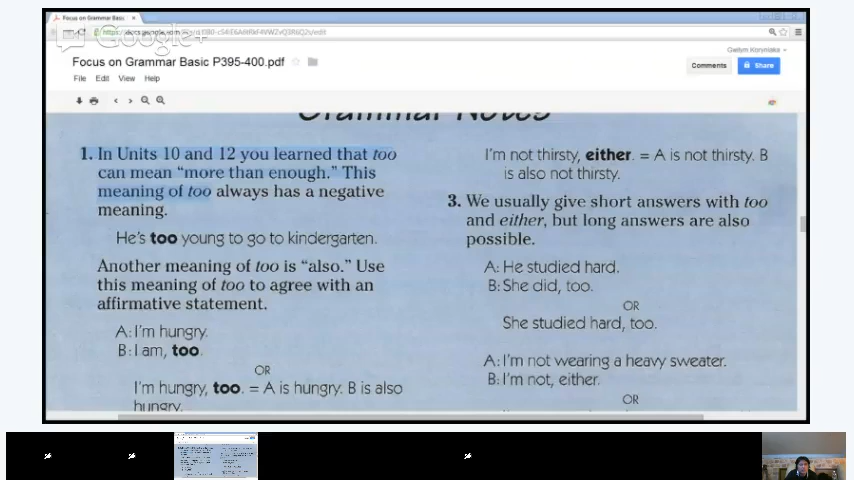 Focus on Grammar Basic
Google+
Gwilym
Focus on Grammar Basic P395-400.pdf
File Edit View Help
Comments
Share
Grammar Notes
1. In Units 10 and 12 you learned that too
can mean “more than enough.” This
meaning of too always has a negative
meaning.
He's too young to go to kindergarten.
Another meaning of too is “also.” Use
this meaning of too to agree with an
affirmative statement.
A: I'm hungry.
B: I am, too.
OR
I'm hungry, too. = A is hungry. B is also
hungry.
I'm not thirsty, either. = A is not thirsty. B
is also not thirsty.
3. We usually give short answers with too
and either, but long answers are also
possible.
A: He studied hard.
B: She did, too.
OR
She studied hard, too.
A: I'm not wearing a heavy sweater.
B: I'm not, either.
OR